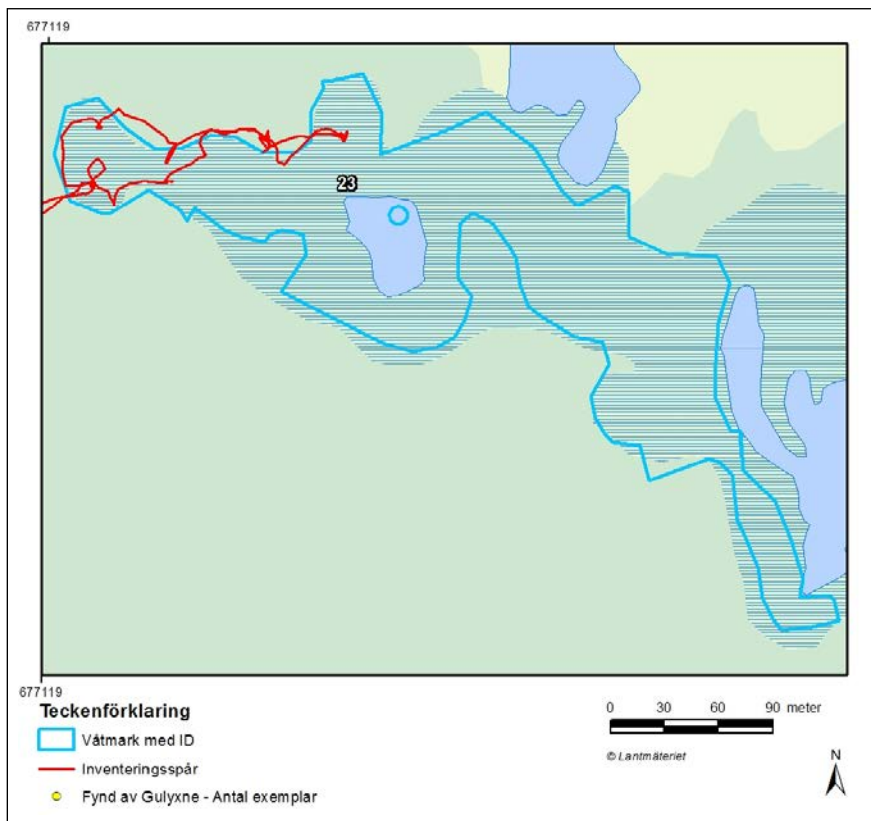 677119
23
677119
Teckenförklaring
Våtmark med ID
Inventeringsspår
Fynd av Gulyxne - Antal exemplar
0 30 60 90 meter
© Lantmäteriet
N